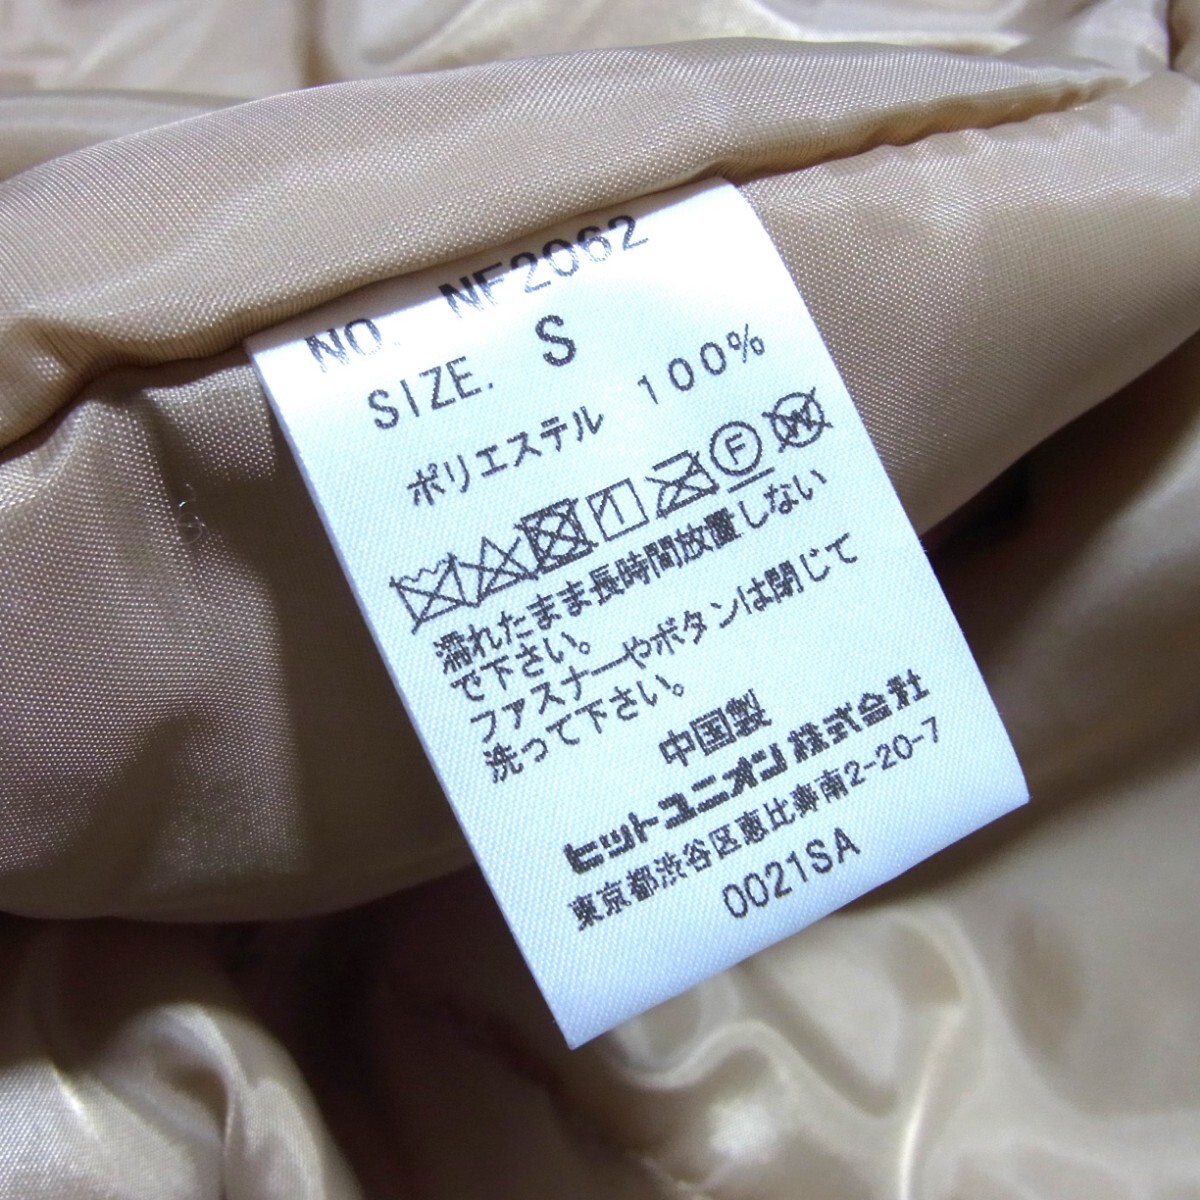 NO. NF2062
SIZE. S
ポリエステル 100%
F W
濡れたまま長時間放置しない
で下さい。
ファスナーやボタンは閉じて
洗って下さい。
中国製
ヒットユニオン株式会社
東京都渋谷区恵比寿南2-20-7
0021SA